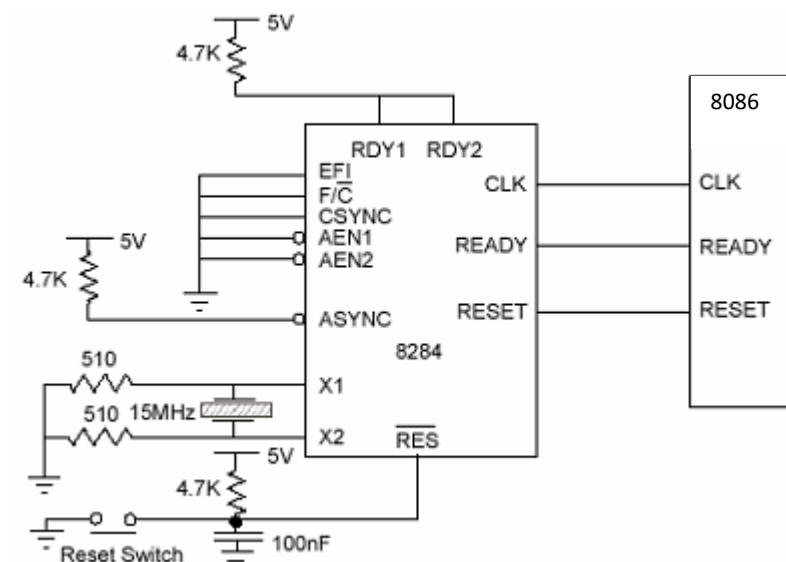 5V
4.7K
8086
RDY1 RDY2
EFI
F/C̅
CSYNC
AEN1
AEN2
CLK
CLK
5V
4.7K
READY
READY
ASYNC
RESET
RESET
8284
510
X1
510
15MHz
X2
R̅E̅S̅
5V
4.7K
Reset Switch
100nF